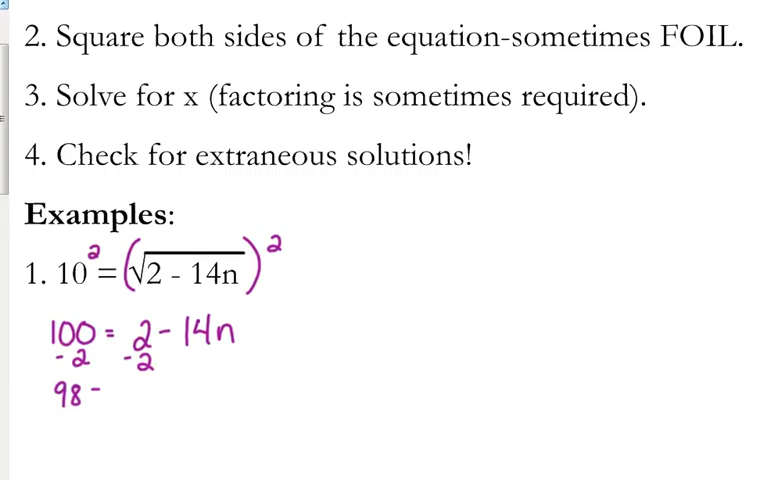 2. Square both sides of the equation-sometimes FOIL.
3. Solve for x (factoring is sometimes required).
4. Check for extraneous solutions!
Examples:
1. 10² = (√2 - 14n)²
100 = 2 - 14n
-2 -2
98 -